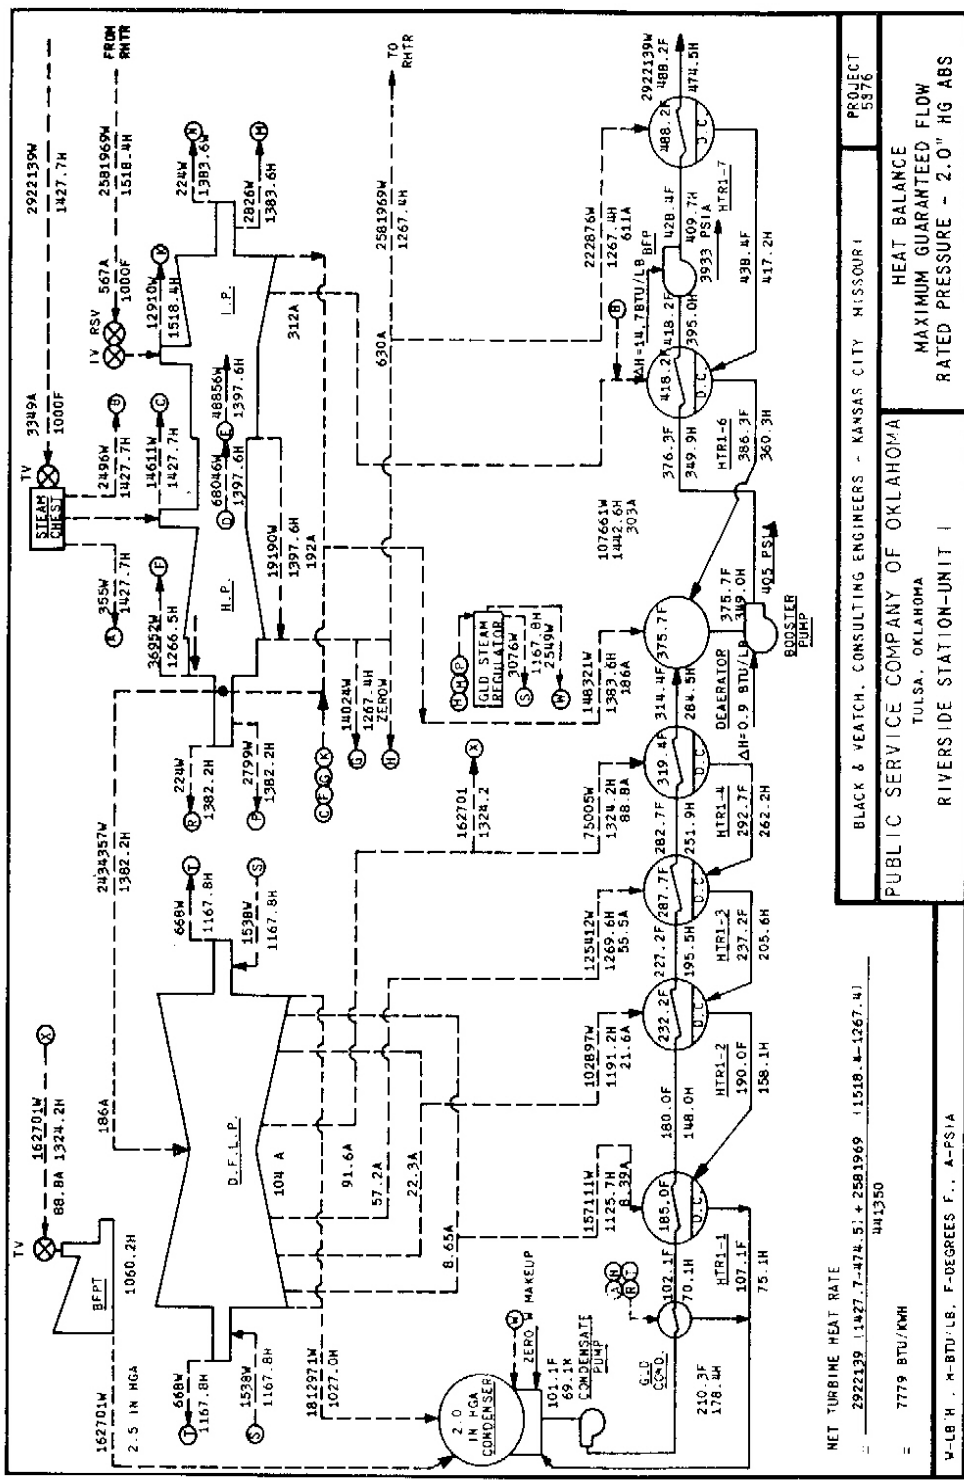 FROM
RHTR
2922139W
1427.7H
2581969W
1518.4H
TO
RHTR
3349A
1000F
TV
STEAM
CHEST
2496W
1427.7H
B
14611W
1427.7H
C
355W
1427.7H
A
36952W
1266.5H
F
567A
1000F
RSV
IV
12910W
1518.4H
K
224W
1383.6W
N
2826W
1383.6H
M
I.P.
H.P.
D
E
68046W
1397.6H
48856W
1397.6H
19190W
1397.6H
192A
312A
630A
2581969W
1267.4H
14024W
1267.4H
ZEROW
G
H
C F G K
2434357W
1382.2H
224W
1382.2H
R
2799W
1382.2H
P
186A
TV
162701W
88.8A 1324.2H
X
BFPT
1060.2H
162701W
2.5 IN HGA
668W
1167.8H
T
1538W
1167.8H
S
D.F.L.P.
668W
1167.8H
T
1538W
1167.8H
S
104 A
91.6A
57.2A
22.3A
8.65A
1812971W
1027.0H
162701
1324.2
X
M N P
GLD STEAM
REGULATOR
3076W
1167.8H
S
2549W
W
222876W
1267.4H
611A
B
107661W
1442.6H
303A
148321W
1383.6H
186A
75005W
1324.2H
88.8A
125412W
1269.6H
55.5A
102897W
1191.2H
21.6A
157111W
1125.7H
8.39A
2.0
IN HGA
CONDENSER
W
MAKEUP
ZERO W
101.1F
69.1H
CONDENSATE
PUMP
A N
R T
GLD
COND.
210.3F
178.4H
102.1F
70.1H
185.0F
D.C.
HTR1-1
107.1F
75.1H
180.0F
148.0H
232.2F
D.C.
HTR1-2
190.0F
158.1H
227.2F
195.5H
287.7F
D.C.
HTR1-3
237.2F
205.6H
282.7F
251.9H
319.4F
D.C.
HTR1-4
292.7F
262.2H
314.4F
284.5H
375.7F
DEAERATOR
375.7F
349.0H
ΔH=0.9 BTU/LB
405 PSIA
BOOSTER
PUMP
376.3F
349.9H
418.2F
D.C.
HTR1-6
386.3F
360.3H
418.2F
395.0H
ΔH=14.7BTU/LB
BFP
3933 PSIA
428.4F
409.7H
488.2F
D.C.
HTR1-7
438.4F
417.2H
2922139W
488.2F
474.5H
NET TURBINE HEAT RATE
= 2922139 (1427.7-474.5) + 2581969 (1518.4-1267.4)
441350
= 7779 BTU/KWH
W-LB/H, H-BTU/LB, F-DEGREES F., A-PSIA
BLACK & VEATCH, CONSULTING ENGINEERS - KANSAS CITY MISSOURI
PROJECT
5376
PUBLIC SERVICE COMPANY OF OKLAHOMA
TULSA, OKLAHOMA
RIVERSIDE STATION-UNIT 1
HEAT BALANCE
MAXIMUM GUARANTEED FLOW
RATED PRESSURE - 2.0" HG ABS